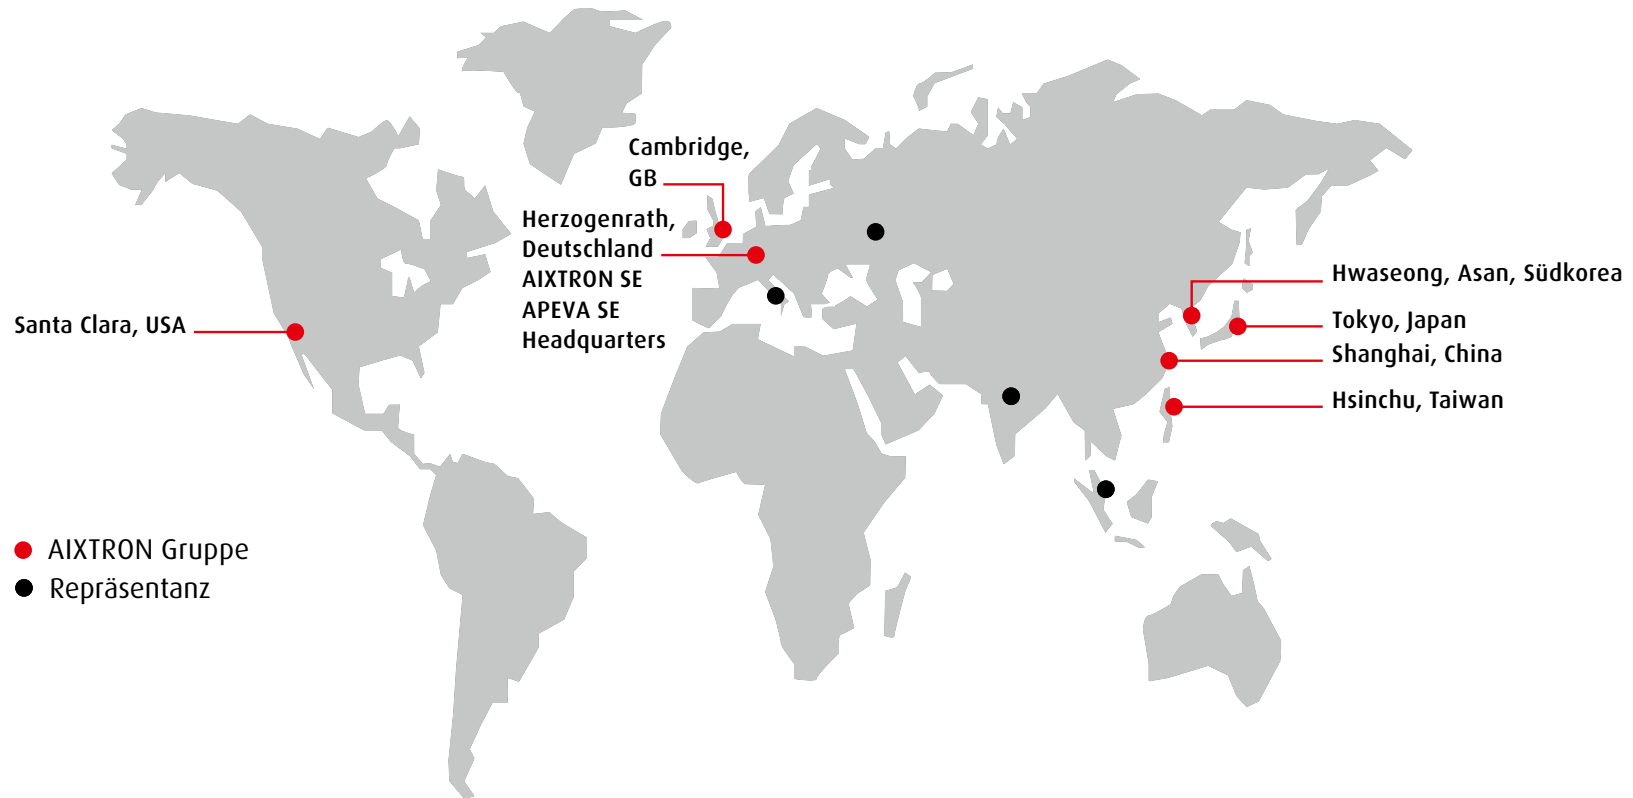 Cambridge,
GB
Herzogenrath,
Deutschland
AIXTRON SE
APEVA SE
Headquarters
Santa Clara, USA
Hwaseong, Asan, Südkorea
Tokyo, Japan
Shanghai, China
Hsinchu, Taiwan
AIXTRON Gruppe
Repräsentanz